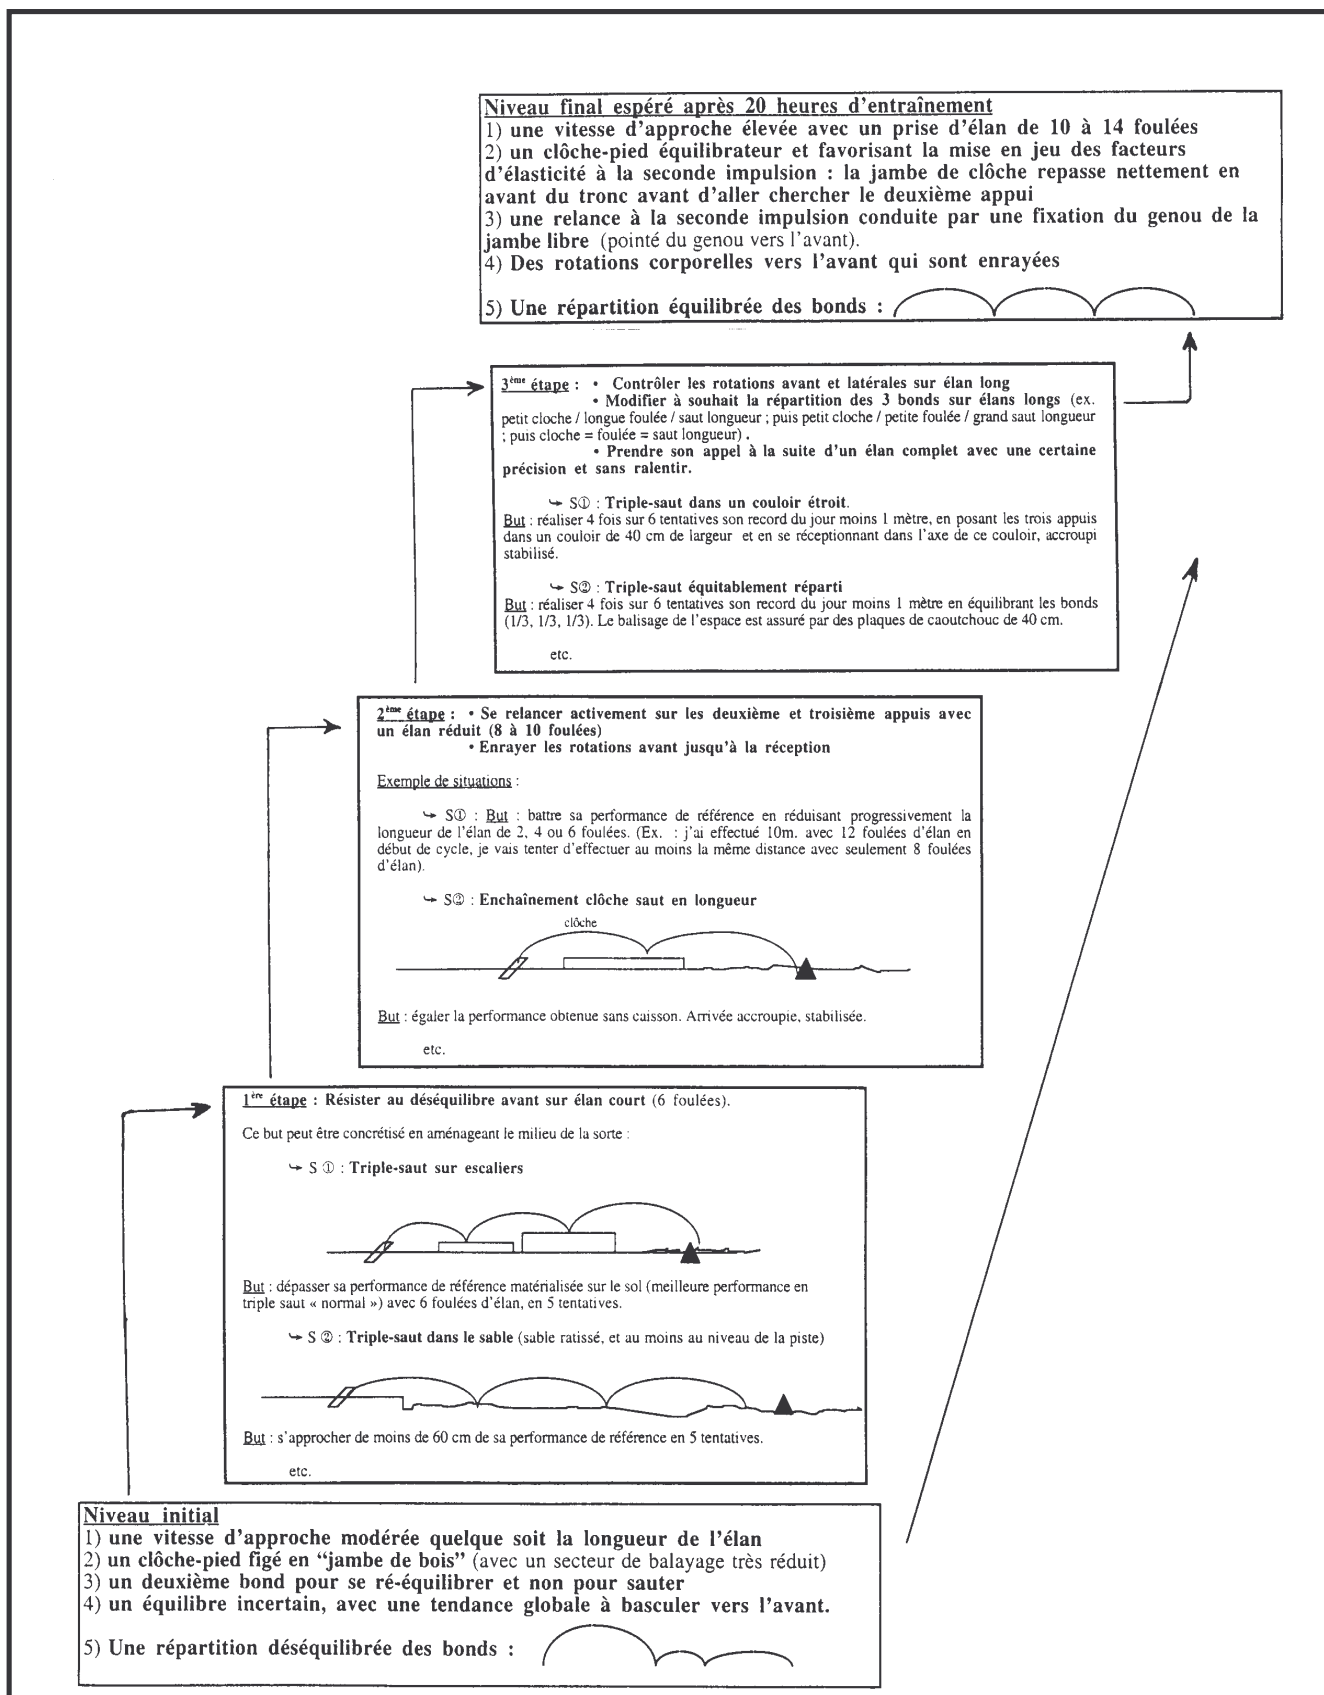 Niveau final espéré après 20 heures d'entraînement
1) une vitesse d'approche élevée avec un prise d'élan de 10 à 14 foulées
2) un clôche-pied équilibrateur et favorisant la mise en jeu des facteurs
d'élasticité à la seconde impulsion : la jambe de clôche repasse nettement en
avant du tronc avant d'aller chercher le deuxième appui
3) une relance à la seconde impulsion conduite par une fixation du genou de la
jambe libre (pointé du genou vers l'avant).
4) Des rotations corporelles vers l'avant qui sont enrayées
5) Une répartition équilibrée des bonds :
3ème étape : • Contrôler les rotations avant et latérales sur élan long
• Modifier à souhait la répartition des 3 bonds sur élans longs (ex.
petit cloche / longue foulée / saut longueur ; puis petit cloche / petite foulée / grand saut longueur
; puis cloche = foulée = saut longueur) .
• Prendre son appel à la suite d'un élan complet avec une certaine
précision et sans ralentir.
↪ S① : Triple-saut dans un couloir étroit.
But : réaliser 4 fois sur 6 tentatives son record du jour moins 1 mètre, en posant les trois appuis
dans un couloir de 40 cm de largeur et en se réceptionnant dans l'axe de ce couloir, accroupi
stabilisé.
↪ S② : Triple-saut équitablement réparti
But : réaliser 4 fois sur 6 tentatives son record du jour moins 1 mètre en équilibrant les bonds
(1/3, 1/3, 1/3). Le balisage de l'espace est assuré par des plaques de caoutchouc de 40 cm.
etc.
2ème étape : • Se relancer activement sur les deuxième et troisième appuis avec
un élan réduit (8 à 10 foulées)
• Enrayer les rotations avant jusqu'à la réception
Exemple de situations :
↪ S① : But : battre sa performance de référence en réduisant progressivement la
longueur de l'élan de 2, 4 ou 6 foulées. (Ex. : j'ai effectué 10m. avec 12 foulées d'élan en
début de cycle, je vais tenter d'effectuer au moins la même distance avec seulement 8 foulées
d'élan).
↪ S② : Enchaînement clôche saut en longueur
clôche
But : égaler la performance obtenue sans caisson. Arrivée accroupie, stabilisée.
etc.
1ère étape : Résister au déséquilibre avant sur élan court (6 foulées).
Ce but peut être concrétisé en aménageant le milieu de la sorte :
↪ S ① : Triple-saut sur escaliers
But : dépasser sa performance de référence matérialisée sur le sol (meilleure performance en
triple saut « normal ») avec 6 foulées d'élan, en 5 tentatives.
↪ S ② : Triple-saut dans le sable (sable ratissé, et au moins au niveau de la piste)
But : s'approcher de moins de 60 cm de sa performance de référence en 5 tentatives.
etc.
Niveau initial
1) une vitesse d'approche modérée quelque soit la longueur de l'élan
2) un clôche-pied figé en "jambe de bois" (avec un secteur de balayage très réduit)
3) un deuxième bond pour se ré-équilibrer et non pour sauter
4) un équilibre incertain, avec une tendance globale à basculer vers l'avant.
5) Une répartition déséquilibrée des bonds :